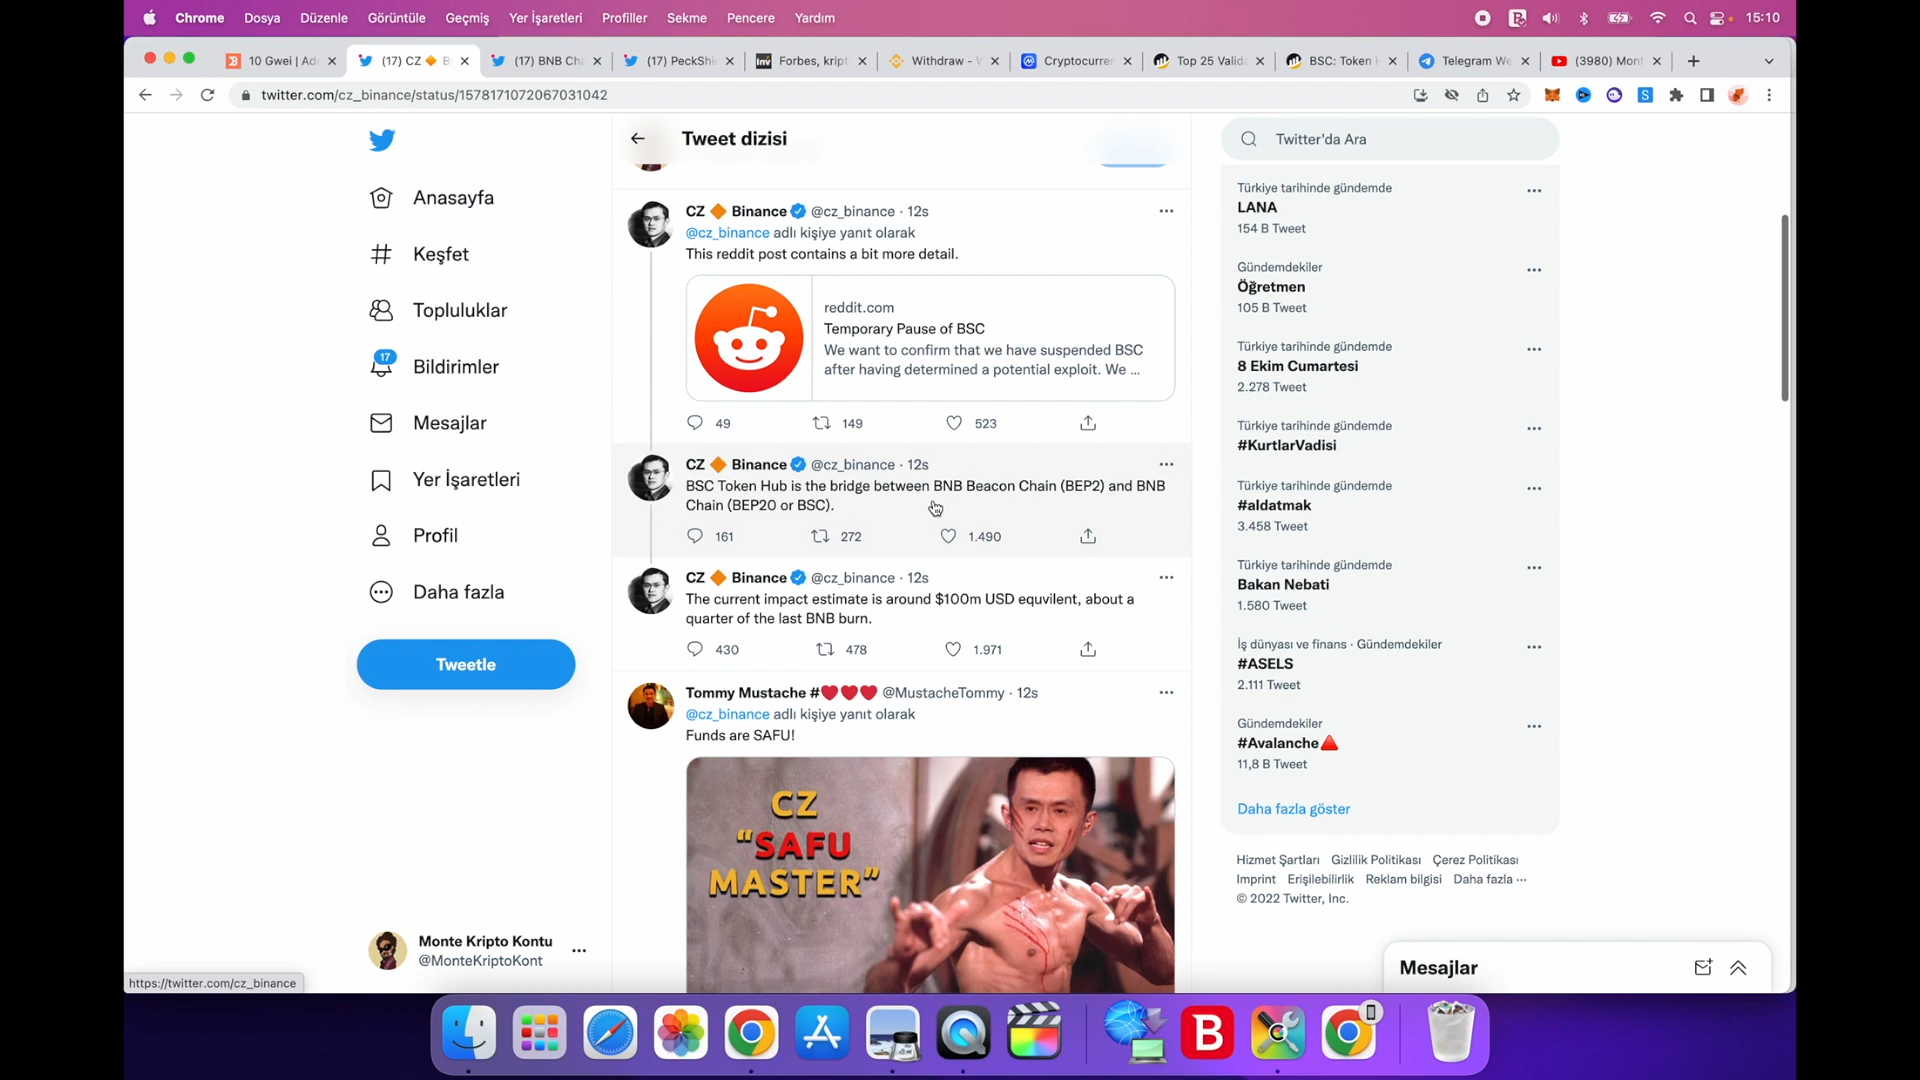 Chrome Dosya Düzenle Görüntüle Geçmiş Yer İşaretleri Profiller Sekme Pencere Yardım 15:10
10 Gwei | Ad
(17) CZ 🔶 B
(17) BNB Ch
(17) PeckShi
Forbes, kript
Withdraw - W
Cryptocurren
Top 25 Valid
BSC: Token
Telegram We
(3980) Mont
twitter.com/cz_binance/status/1578171072067031042
Anasayfa
Keşfet
Topluluklar
17
Bildirimler
Mesajlar
Yer İşaretleri
Profil
Daha fazla
Tweetle
Monte Kripto Kontu
@MonteKriptoKont
https://twitter.com/cz_binance
Tweet dizisi
CZ 🔶 Binance @cz_binance · 12s
@cz_binance adlı kişiye yanıt olarak
This reddit post contains a bit more detail.
reddit.com
Temporary Pause of BSC
We want to confirm that we have suspended BSC
after having determined a potential exploit. We ...
49 149 523
CZ 🔶 Binance @cz_binance · 12s
BSC Token Hub is the bridge between BNB Beacon Chain (BEP2) and BNB
Chain (BEP20 or BSC).
161 272 1.490
CZ 🔶 Binance @cz_binance · 12s
The current impact estimate is around $100m USD equvilent, about a
quarter of the last BNB burn.
430 478 1.971
Tommy Mustache #❤❤❤ @MustacheTommy · 12s
@cz_binance adlı kişiye yanıt olarak
Funds are SAFU!
CZ
"SAFU
MASTER"
Twitter'da Ara
Türkiye tarihinde gündemde
LANA
154 B Tweet
Gündemdekiler
Öğretmen
105 B Tweet
Türkiye tarihinde gündemde
8 Ekim Cumartesi
2.278 Tweet
Türkiye tarihinde gündemde
#KurtlarVadisi
Türkiye tarihinde gündemde
#aldatmak
3.458 Tweet
Türkiye tarihinde gündemde
Bakan Nebati
1.580 Tweet
İş dünyası ve finans · Gündemdekiler
#ASELS
2.111 Tweet
Gündemdekiler
#Avalanche🔺
11,8 B Tweet
Daha fazla göster
Hizmet Şartları Gizlilik Politikası Çerez Politikası
Imprint Erişilebilirlik Reklam bilgisi Daha fazla ···
© 2022 Twitter, Inc.
Mesajlar